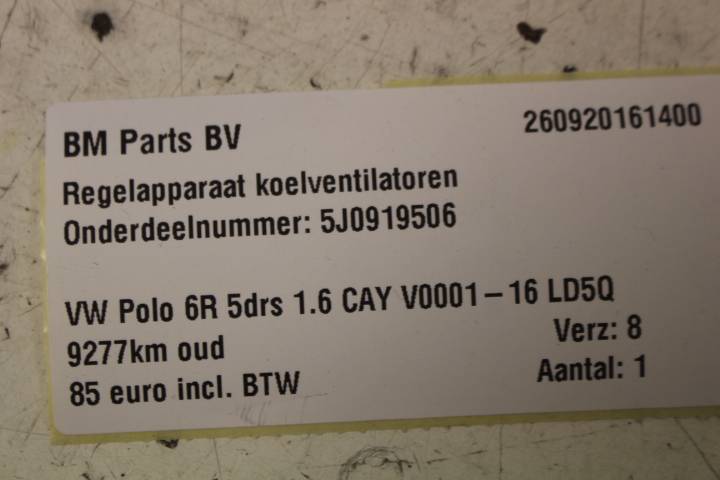 BM Parts BV
260920161400
Regelapparaat koelventilatoren
Onderdeelnummer: 5J0919506
VW Polo 6R 5drs 1.6 CAY V0001-16 LD5Q
9277km oud
Verz: 8
85 euro incl. BTW
Aantal: 1